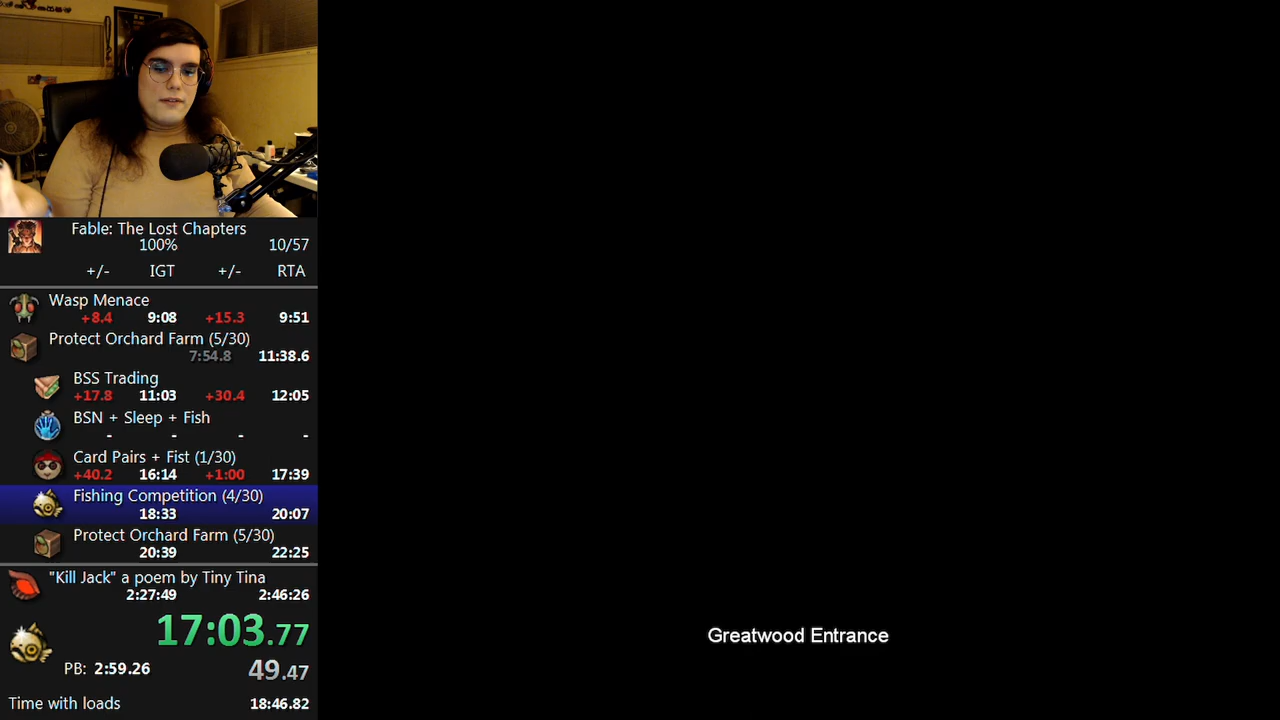 Fable: The Lost Chapters
100% 10/57
+/- IGT +/- RTA
Wasp Menace
+8.4 9:08 +15.3 9:51
Protect Orchard Farm (5/30)
7:54.8 11:38.6
BSS Trading
+17.8 11:03 +30.4 12:05
BSN + Sleep + Fish
- - - -
Card Pairs + Fist (1/30)
+40.2 16:14 +1:00 17:39
Fishing Competition (4/30)
18:33 20:07
Protect Orchard Farm (5/30)
20:39 22:25
"Kill Jack" a poem by Tiny Tina
2:27:49 2:46:26
17:03.77
PB: 2:59.26 49.47
Time with loads 18:46.82
Greatwood Entrance